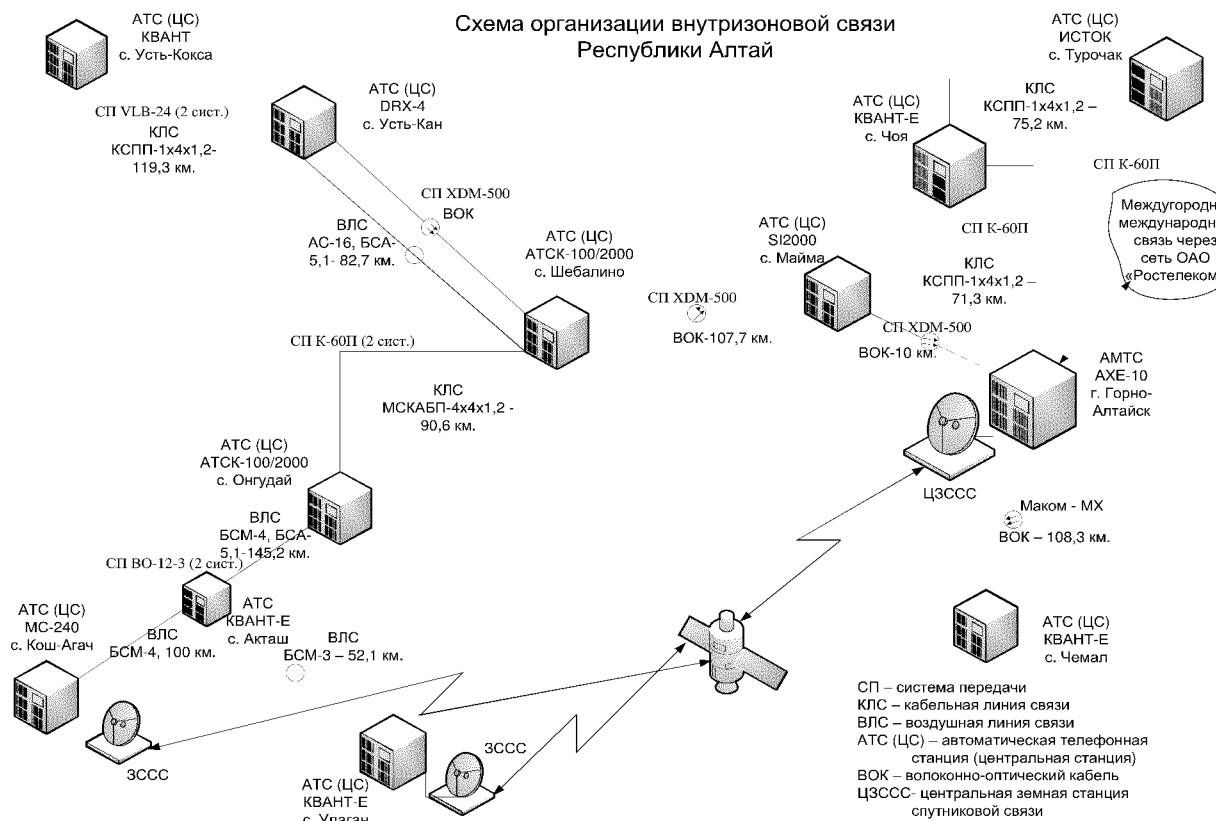 Схема организации внутризоновой связи
Республики Алтай
АТС (ЦС)
КВАНТ
с. Усть-Кокса
СП VLB-24 (2 сист.)
КЛС
КСПП-1х4х1,2-
119,3 км.
АТС (ЦС)
DRX-4
с. Усть-Кан
СП XDM-500
ВОК
ВЛС
АС-16, БСА-
5,1- 82,7 км.
АТС (ЦС)
АТСК-100/2000
с. Шебалино
СП К-60П (2 сист.)
КЛС
МСКАБП-4х4х1,2 -
90,6 км.
АТС (ЦС)
АТСК-100/2000
с. Онгудай
ВЛС
БСМ-4, БСА-
5,1-145,2 км.
СП ВО-12-3 (2 сист.)
АТС
КВАНТ-Е
с. Акташ
АТС (ЦС)
МС-240
с. Кош-Агач
ВЛС
БСМ-4, 100 км.
ВЛС
БСМ-3 – 52,1 км.
ЗССС
АТС (ЦС)
КВАНТ-Е
с. Улаган
ЗССС
АТС (ЦС)
ИСТОК
с. Турочак
КЛС
КСПП-1х4х1,2 –
75,2 км.
АТС (ЦС)
КВАНТ-Е
с. Чоя
СП К-60П
СП К-60П
Междугородн
международн
связь через
сеть ОАО
«Ростелеком
АТС (ЦС)
SI2000
с. Майма
КЛС
КСПП-1х4х1,2 –
71,3 км.
СП XDM-500
ВОК-107,7 км.
СП XDM-500
ВОК-10 км.
АМТС
АХЕ-10
г. Горно-
Алтайск
ЦЗССС
Маком - МХ
ВОК – 108,3 км.
АТС (ЦС)
КВАНТ-Е
с. Чемал
СП – система передачи
КЛС – кабельная линия связи
ВЛС – воздушная линия связи
АТС (ЦС) – автоматическая телефонная
станция (центральная станция)
ВОК – волоконно-оптический кабель
ЦЗССС- центральная земная станция
спутниковой связи